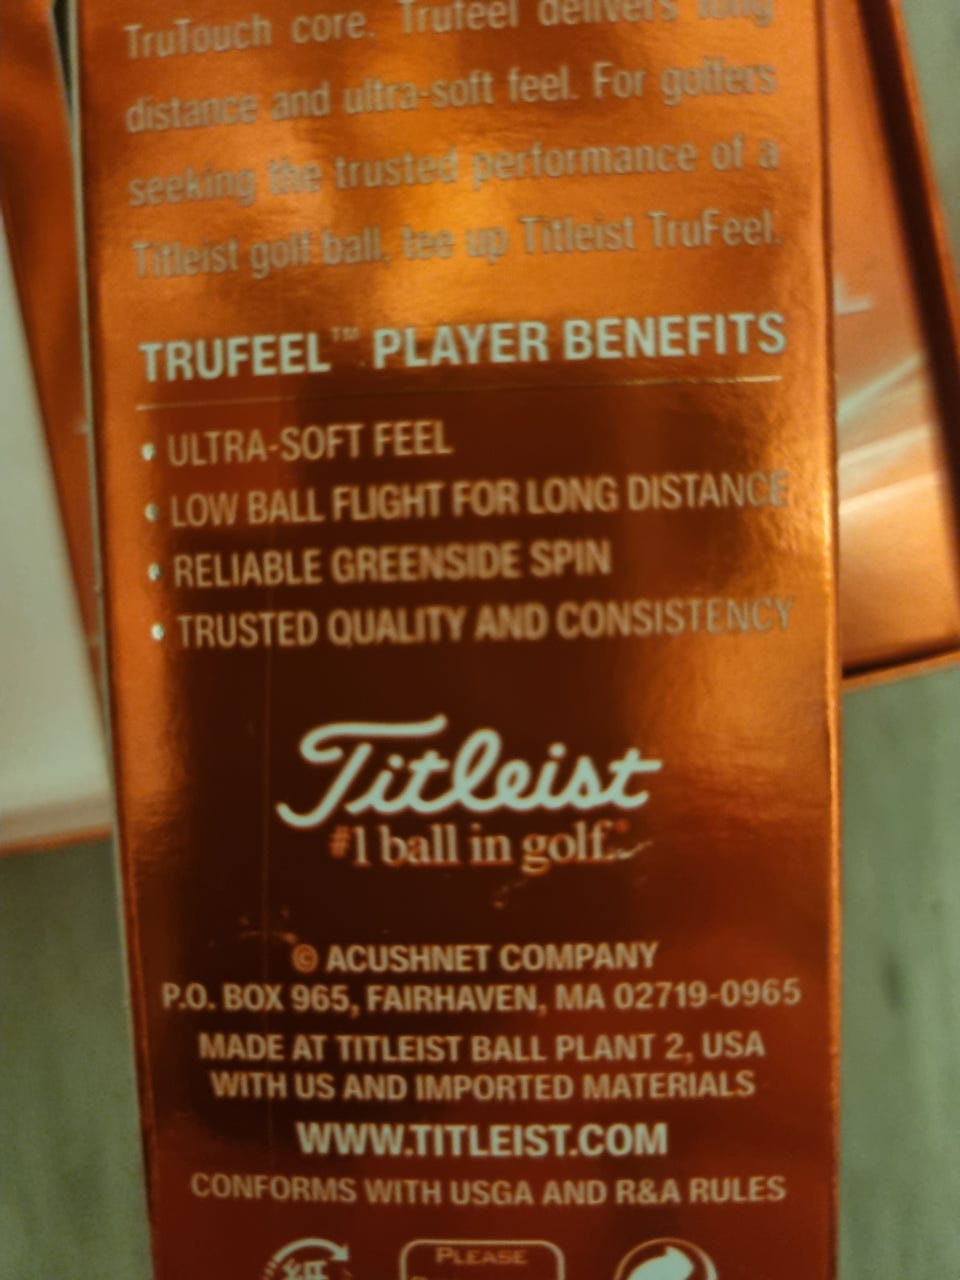 TruTouch core. Trufeel delivers long
distance and ultra-soft feel. For golfers
seeking the trusted performance of a
Titleist golf ball, tee up Titleist TruFeel.
TRUFEEL™ PLAYER BENEFITS
• ULTRA-SOFT FEEL
• LOW BALL FLIGHT FOR LONG DISTANCE
• RELIABLE GREENSIDE SPIN
• TRUSTED QUALITY AND CONSISTENCY
Titleist
#1 ball in golf.®
© ACUSHNET COMPANY
P.O. BOX 965, FAIRHAVEN, MA 02719-0965
MADE AT TITLEIST BALL PLANT 2, USA
WITH US AND IMPORTED MATERIALS
WWW.TITLEIST.COM
CONFORMS WITH USGA AND R&A RULES
紙
PLEASE